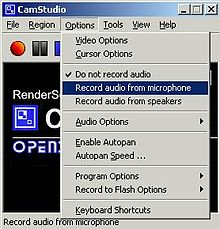 CamStudio
File Region Options Tools View Help
Video Options
Cursor Options
Do not record audio
Record audio from microphone
Record audio from speakers
Audio Options
Enable Autopan
Autopan Speed ...
Program Options
Record to Flash Options
Keyboard Shortcuts
RenderS
OPENS
Record audio from microphone